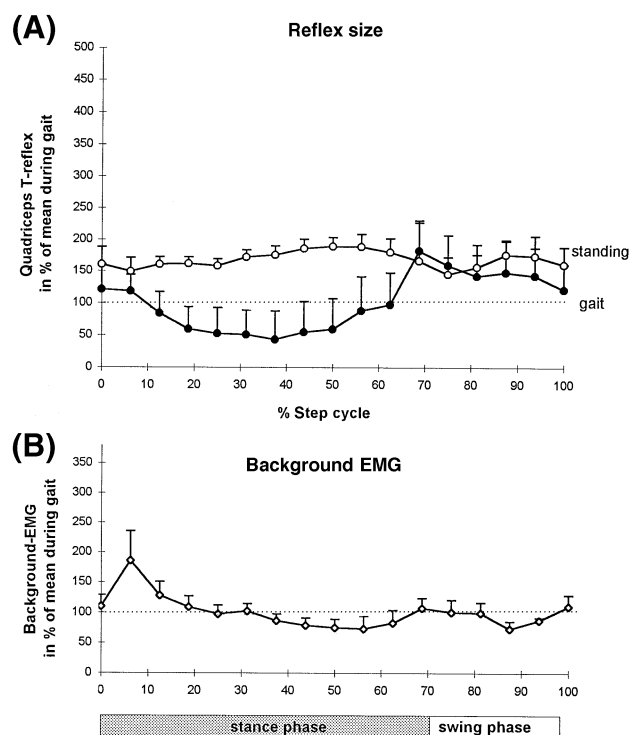 (A)
Reflex size
Quadriceps T-reflex
in % of mean during gait
500
450
400
350
300
250
200
150
100
50
0
standing
gait
0 10 20 30 40 50 60 70 80 90 100
% Step cycle
(B)
Background EMG
Background-EMG
in % of mean during gait
350
300
250
200
150
100
50
0
0 10 20 30 40 50 60 70 80 90 100
stance phase swing phase